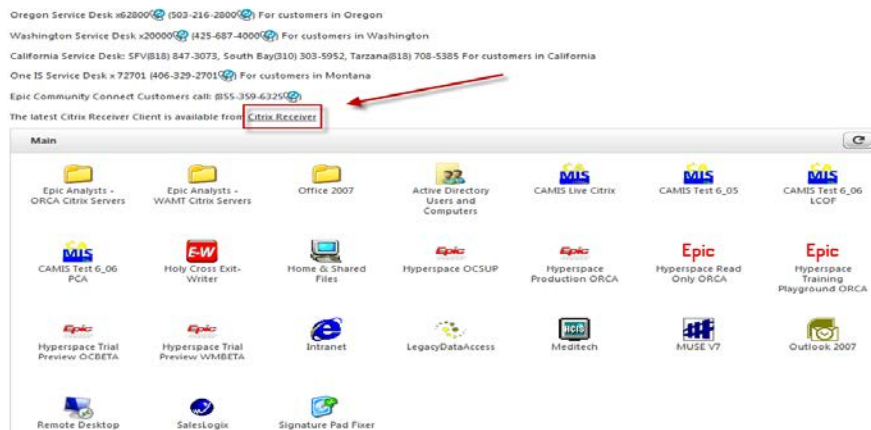 Oregon Service Desk x62800 (503-216-2800) For customers in Oregon
Washington Service Desk x20000 (425-687-4000) For customers in Washington
California Service Desk: SFV(818) 847-3073, South Bay(310) 303-5952, Tarzana(818) 708-5385 For customers in California
One IS Service Desk x 72701 (406-329-2701) For customers in Montana
Epic Community Connect Customers call: (855-359-6325)
The latest Citrix Receiver Client is available from Citrix Receiver
Main
Epic Analysts -
ORCA Citrix Servers
Epic Analysts -
WAMT Citrix Servers
Office 2007
Active Directory
Users and
Computers
CAMIS Live Citrix
CAMIS Test 6_05
CAMIS Test 6_06
LCOF
CAMIS Test 6_06
PCA
E-W
Holy Cross Exit-
Writer
Home & Shared
Files
Epic
Hyperspace OCSUP
Epic
Hyperspace
Production ORCA
Epic
Hyperspace Read
Only ORCA
Epic
Hyperspace
Training
Playground ORCA
Epic
Hyperspace Trial
Preview OCBETA
Epic
Hyperspace Trial
Preview WMBETA
Intranet
LegacyDataAccess
HCIS
Meditech
MUSE V7
Outlook 2007
Remote Desktop
SalesLogix
Signature Pad Fixer